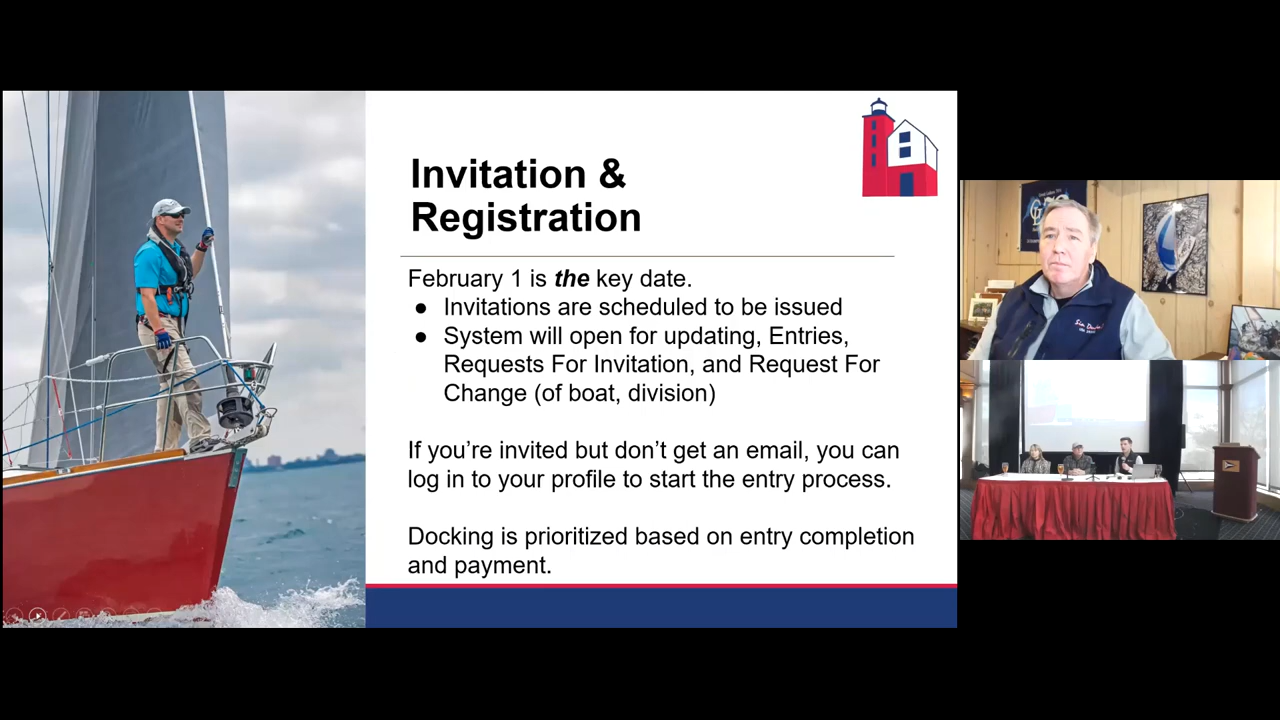 Invitation &
Registration
February 1 is the key date.
● Invitations are scheduled to be issued
● System will open for updating, Entries,
Requests For Invitation, and Request For
Change (of boat, division)
If you’re invited but don’t get an email, you can
log in to your profile to start the entry process.
Docking is prioritized based on entry completion
and payment.